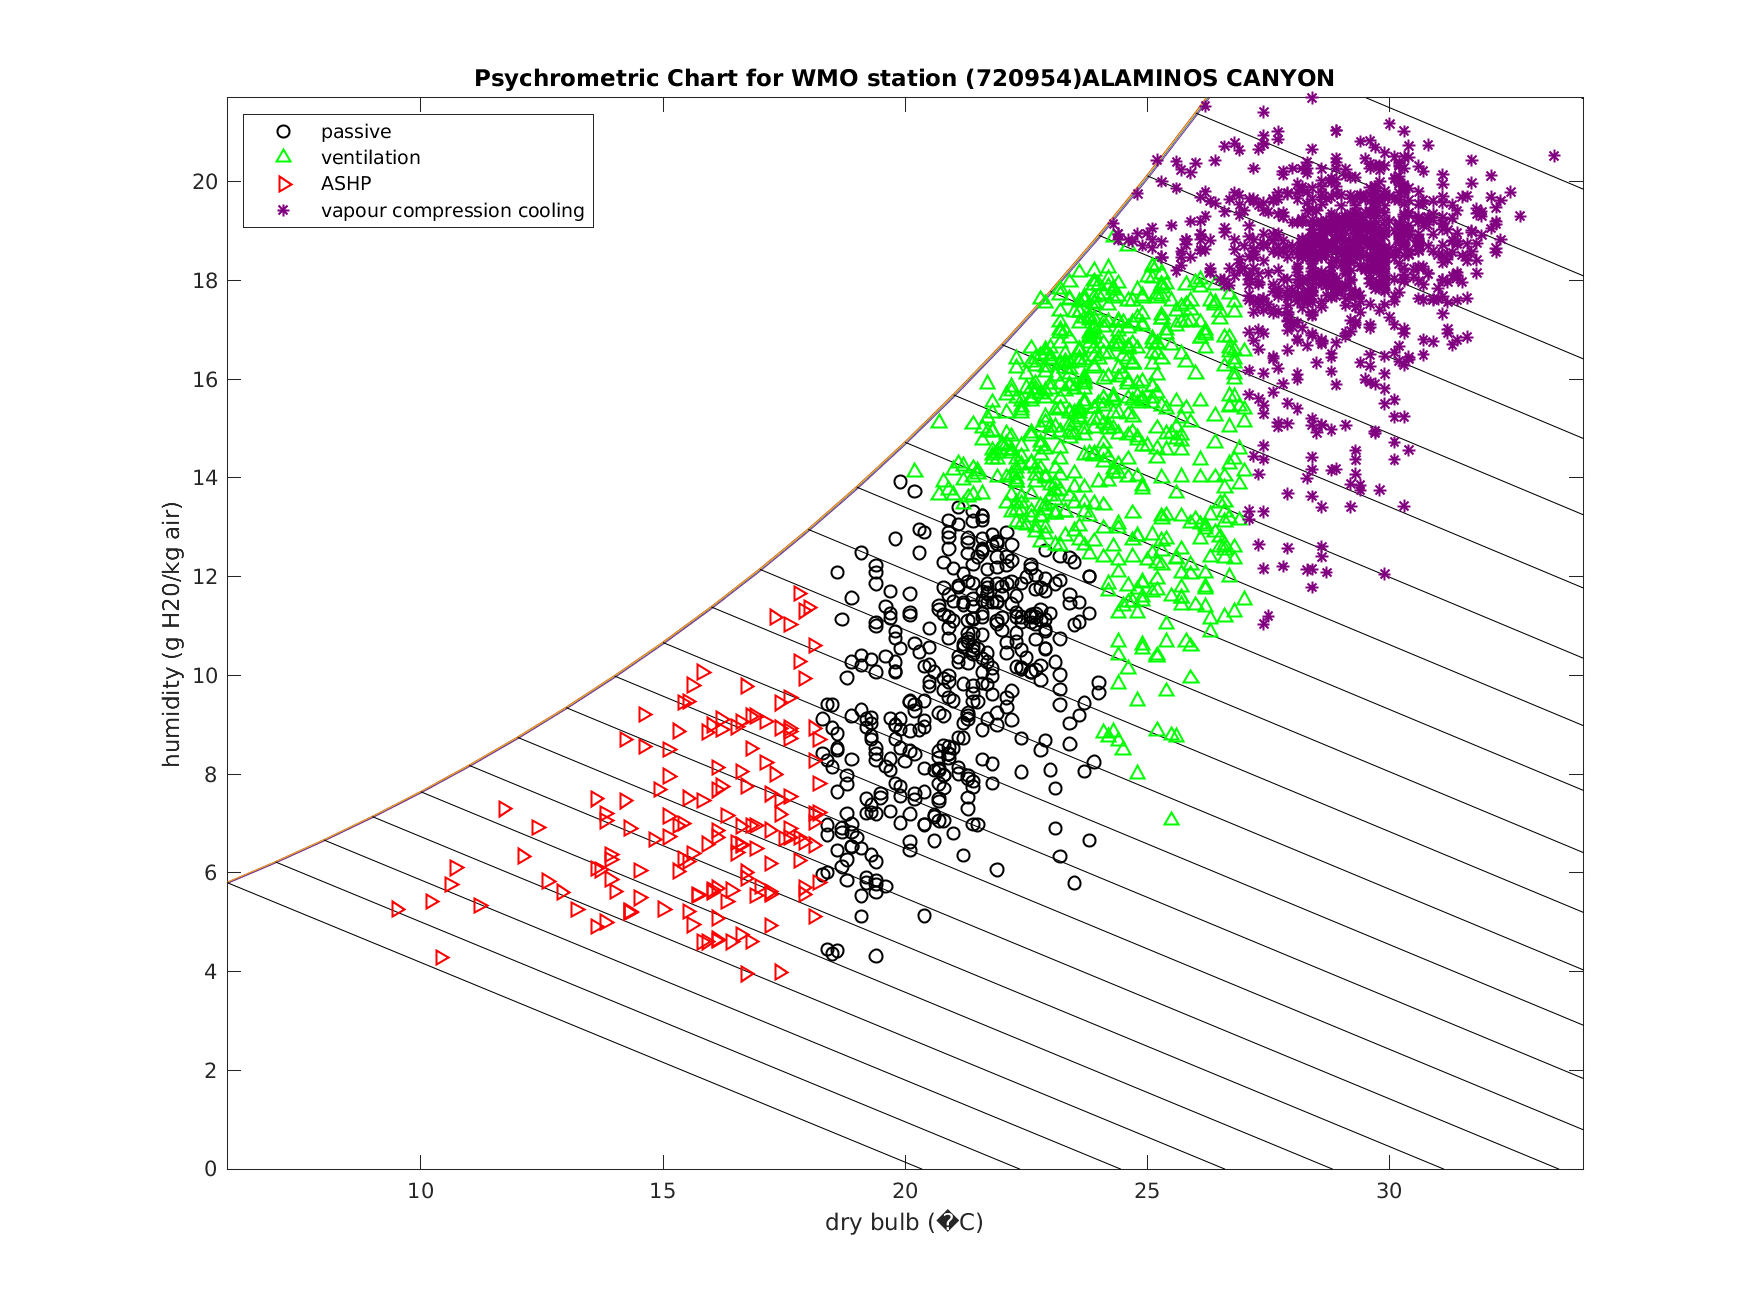 Psychrometric Chart for WMO station (720954)ALAMINOS CANYON
passive
ventilation
ASHP
vapour compression cooling
humidity (g H20/kg air)
20
18
16
14
12
10
8
6
4
2
0
10
15
20
25
30
dry bulb (�C)